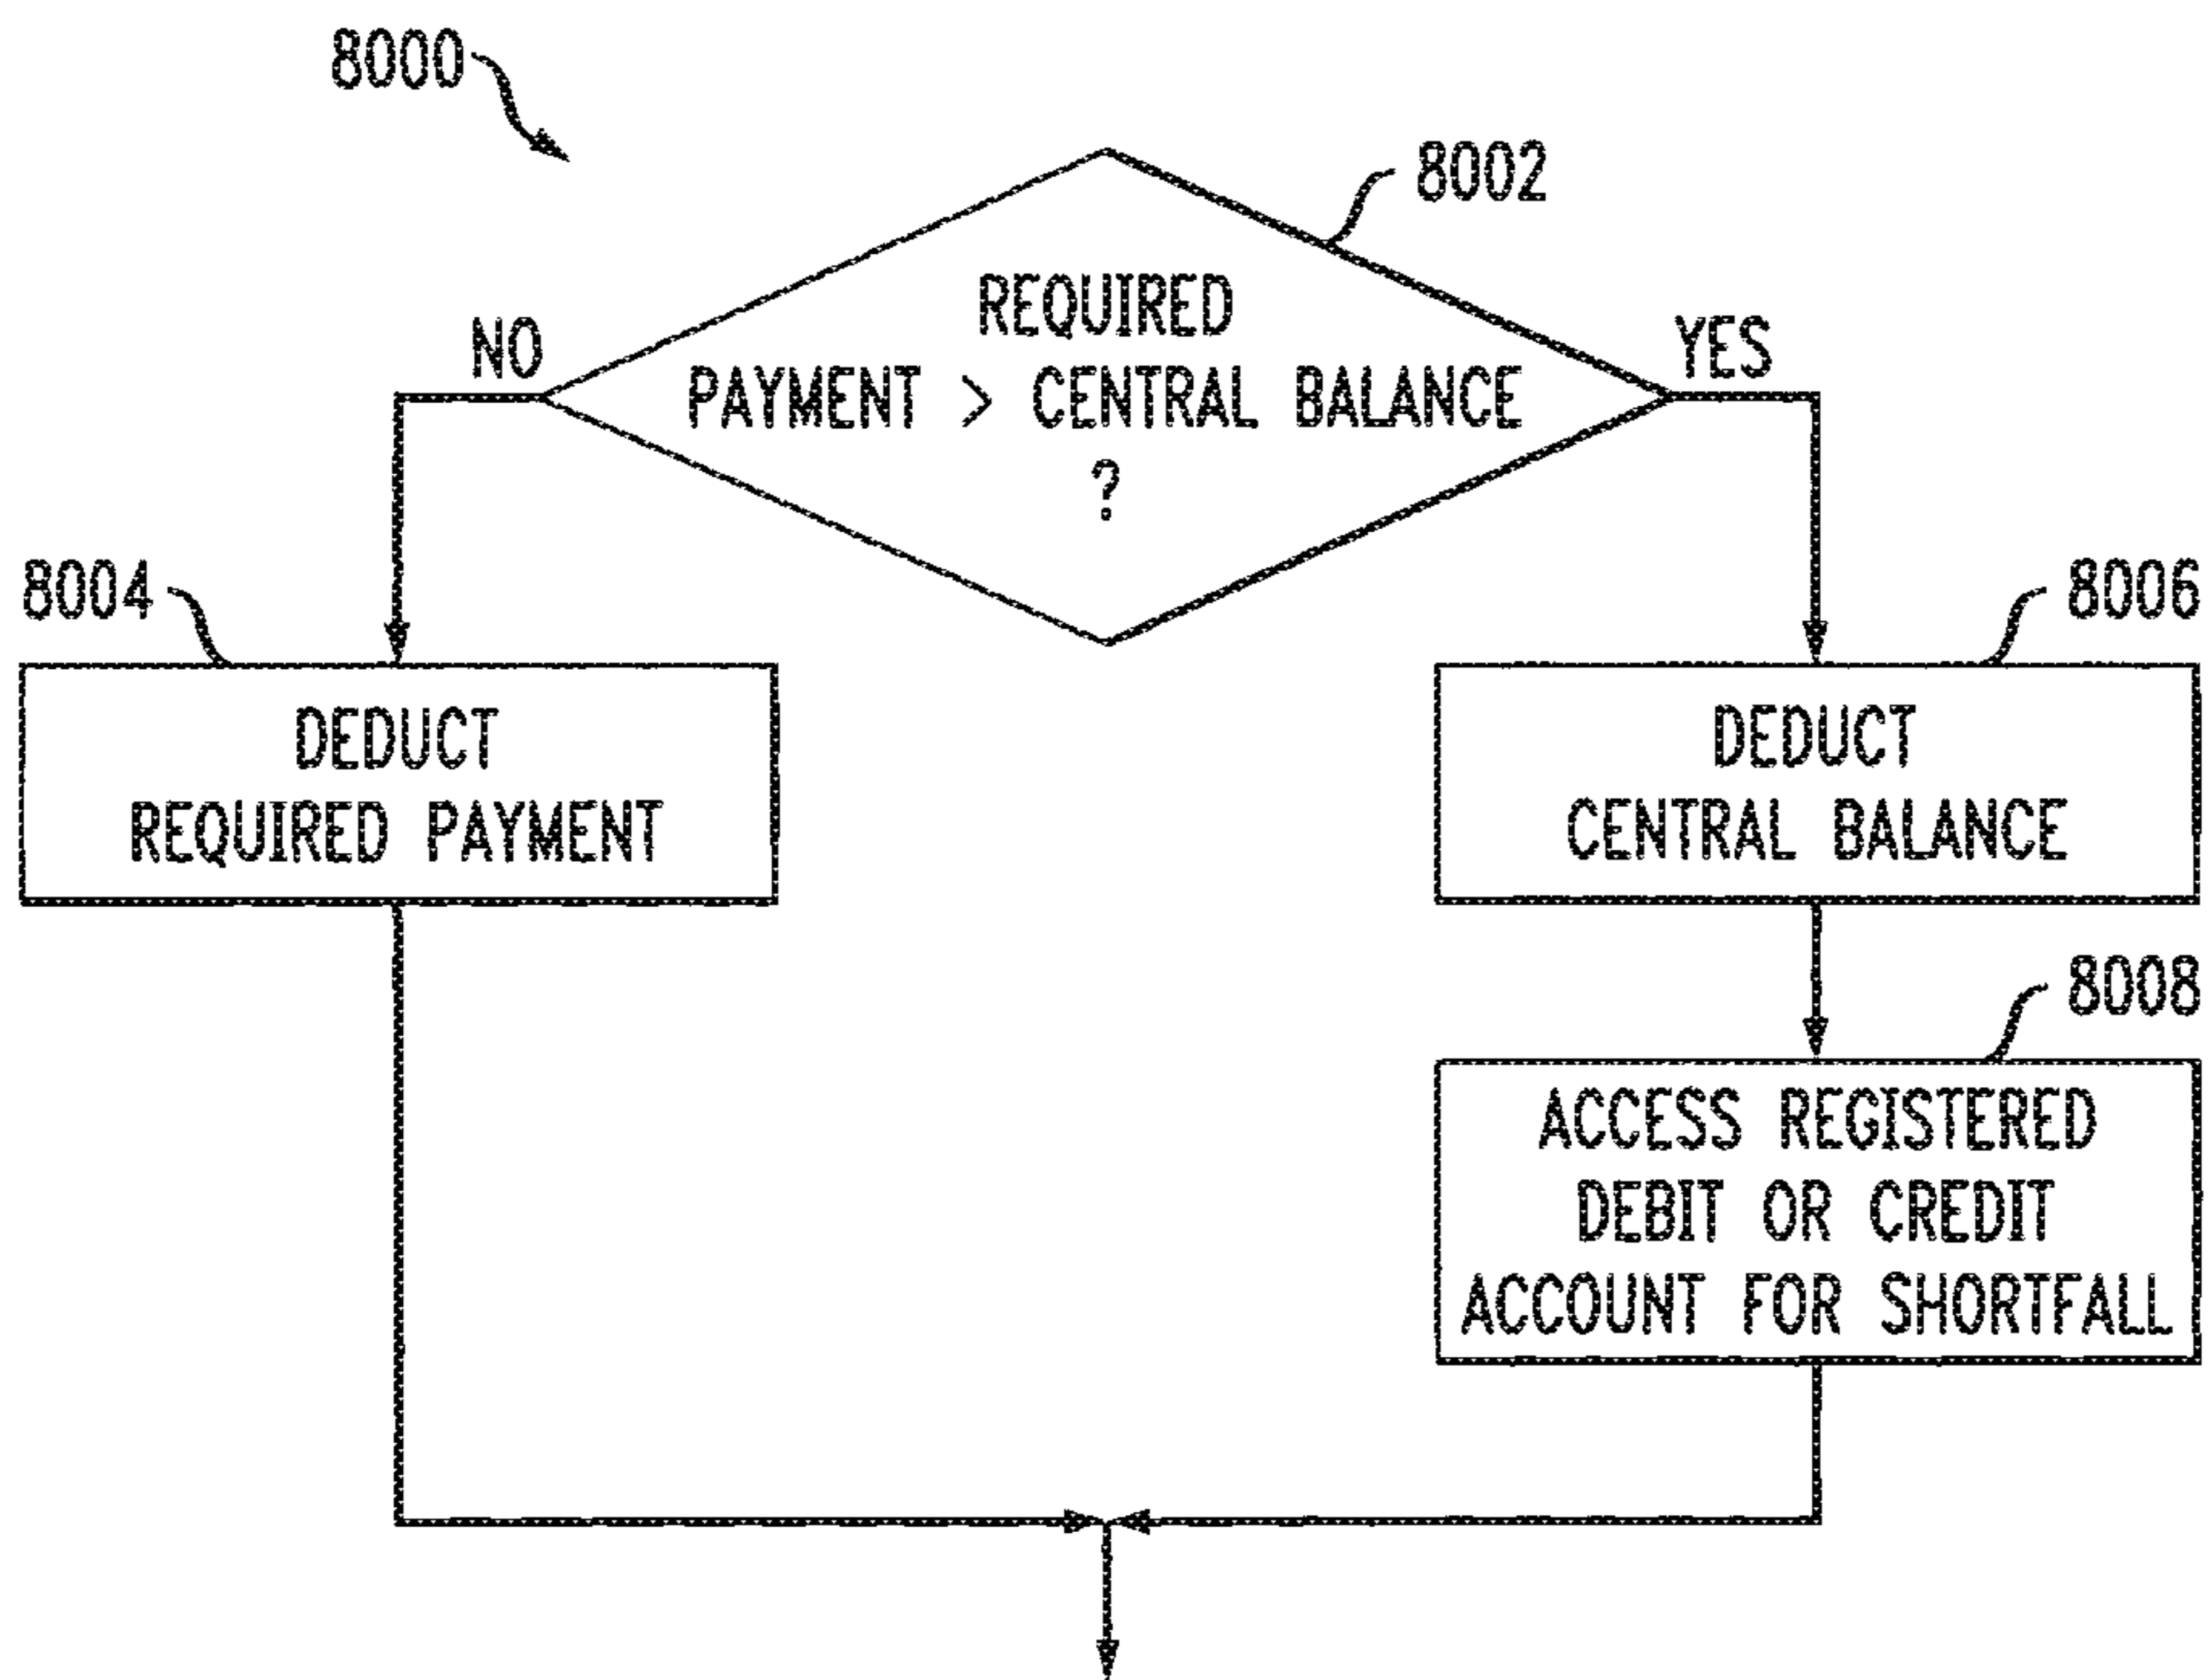 8000
8002
REQUIRED
PAYMENT > CENTRAL BALANCE
?
NO
YES
8004
DEDUCT
REQUIRED PAYMENT
8006
DEDUCT
CENTRAL BALANCE
8008
ACCESS REGISTERED
DEBIT OR CREDIT
ACCOUNT FOR SHORTFALL